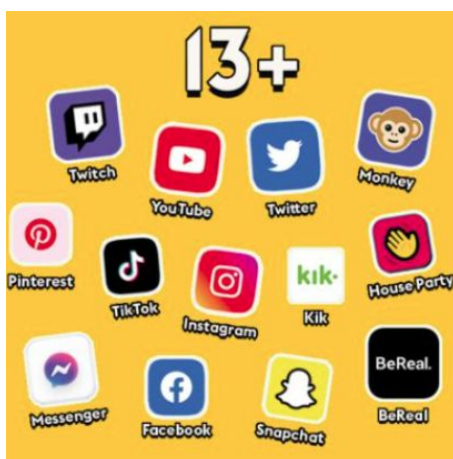 13+
Twitch
YouTube
Twitter
Monkey
Pinterest
TikTok
Instagram
kik·
Kik
House Party
BeReal.
Messenger
Facebook
Snapchat
BeReal